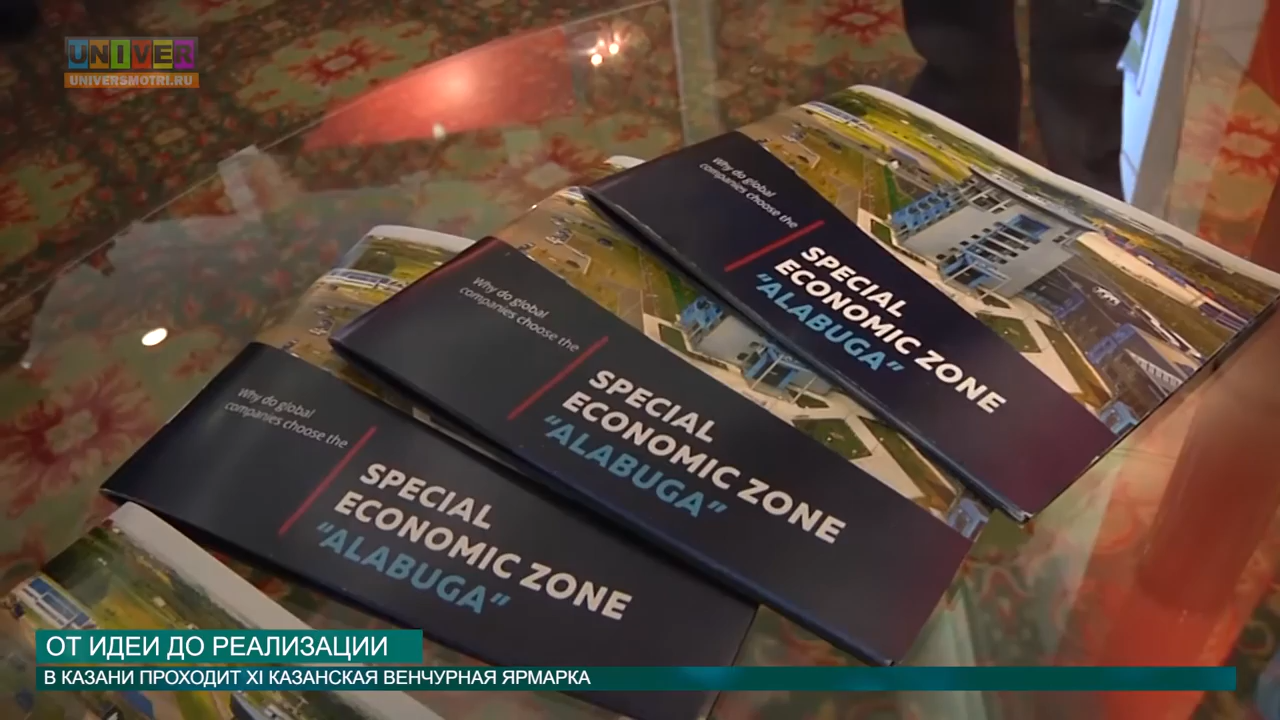 UNIVER
UNIVERSMOTRI.RU
Why do global
companies choose the
SPECIAL
ECONOMIC ZONE
"ALABUGA"
Why do global
companies choose the
SPECIAL
ECONOMIC ZONE
"ALABUGA"
Why do global
companies choose the
SPECIAL
ECONOMIC ZONE
"ALABUGA"
ОТ ИДЕИ ДО РЕАЛИЗАЦИИ
В КАЗАНИ ПРОХОДИТ XI КАЗАНСКАЯ ВЕНЧУРНАЯ ЯРМАРКА